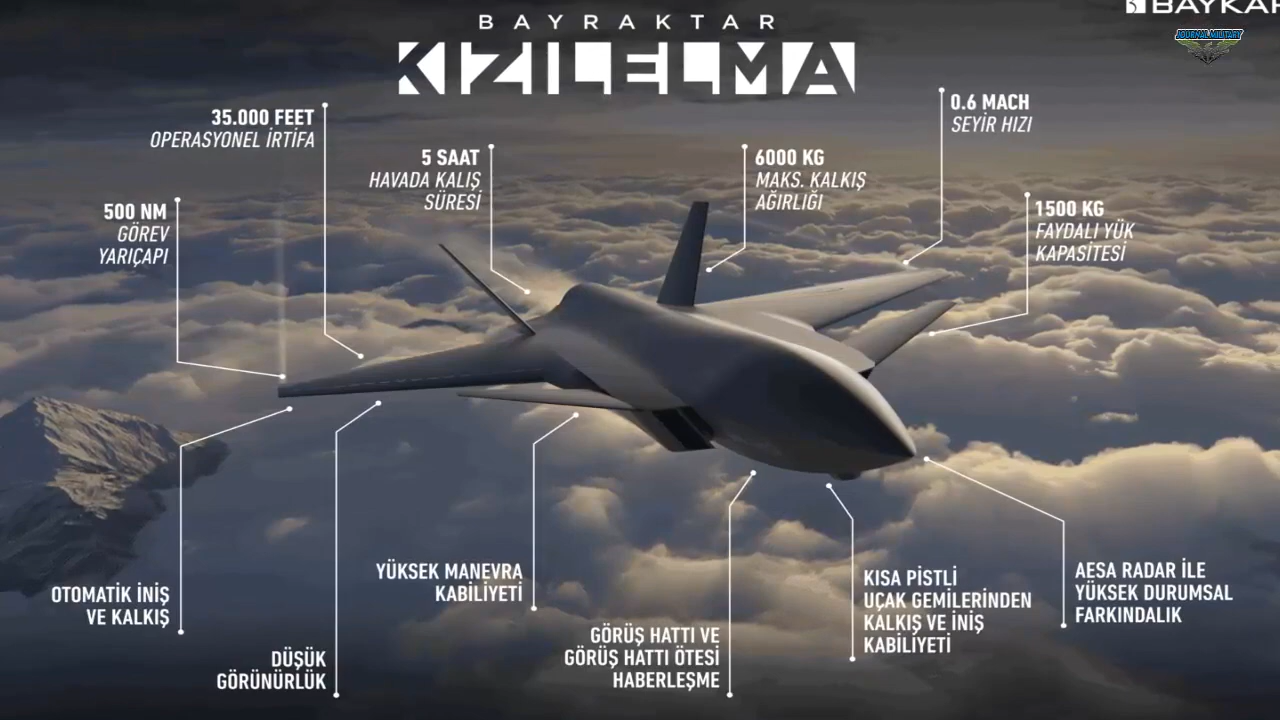 BAYKAR
JOURNAL MILITARY
BAYRAKTAR
KIZILELMA
35.000 FEET
OPERASYONEL İRTİFA
5 SAAT
HAVADA KALIŞ
SÜRESİ
6000 KG
MAKS. KALKIŞ
AĞIRLIĞI
0.6 MACH
SEYİR HIZI
500 NM
GÖREV
YARIÇAPI
1500 KG
FAYDALI YÜK
KAPASİTESİ
OTOMATİK İNİŞ
VE KALKIŞ
DÜŞÜK
GÖRÜNÜRLÜK
YÜKSEK MANEVRA
KABİLİYETİ
GÖRÜŞ HATTI VE
GÖRÜŞ HATTI ÖTESİ
HABERLEŞME
KISA PİSTLİ
UÇAK GEMİLERİNDEN
KALKIŞ VE İNİŞ
KABİLİYETİ
AESA RADAR İLE
YÜKSEK DURUMSAL
FARKINDALIK